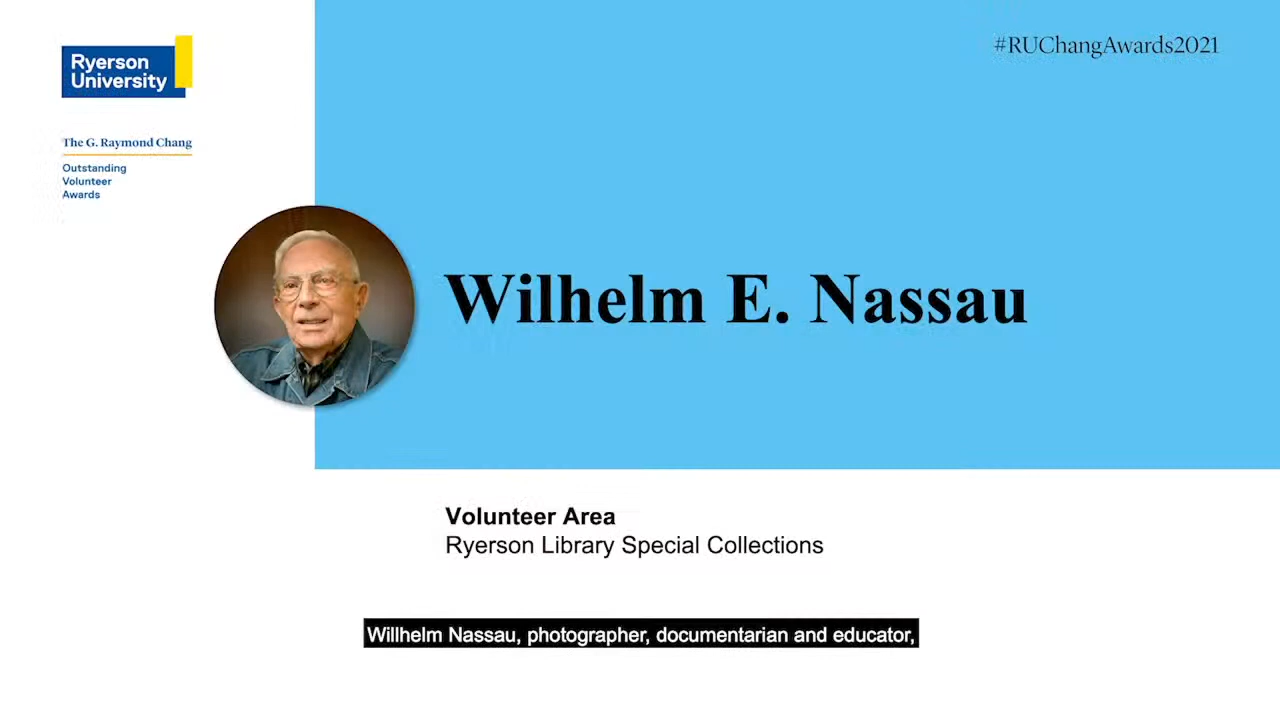 Ryerson
University
#RUChangAwards2021
The G. Raymond Chang
Outstanding
Volunteer
Awards
Wilhelm E. Nassau
Volunteer Area
Ryerson Library Special Collections
Willhelm Nassau, photographer, documentarian and educator,